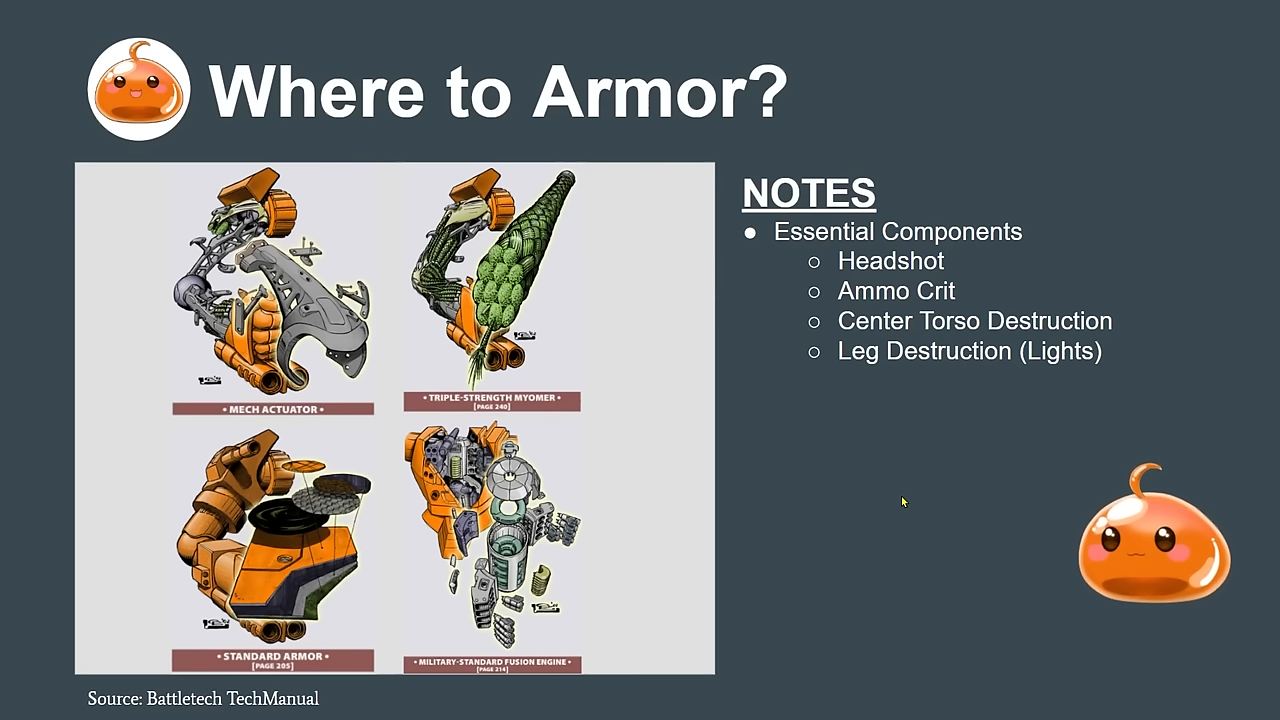 Where to Armor?
NOTES
● Essential Components
○ Headshot
○ Ammo Crit
○ Center Torso Destruction
○ Leg Destruction (Lights)
• MECH ACTUATOR •
• TRIPLE-STRENGTH MYOMER •
[PAGE 240]
• STANDARD ARMOR •
[PAGE 205]
• MILITARY-STANDARD FUSION ENGINE •
[PAGE 214]
Source: Battletech TechManual